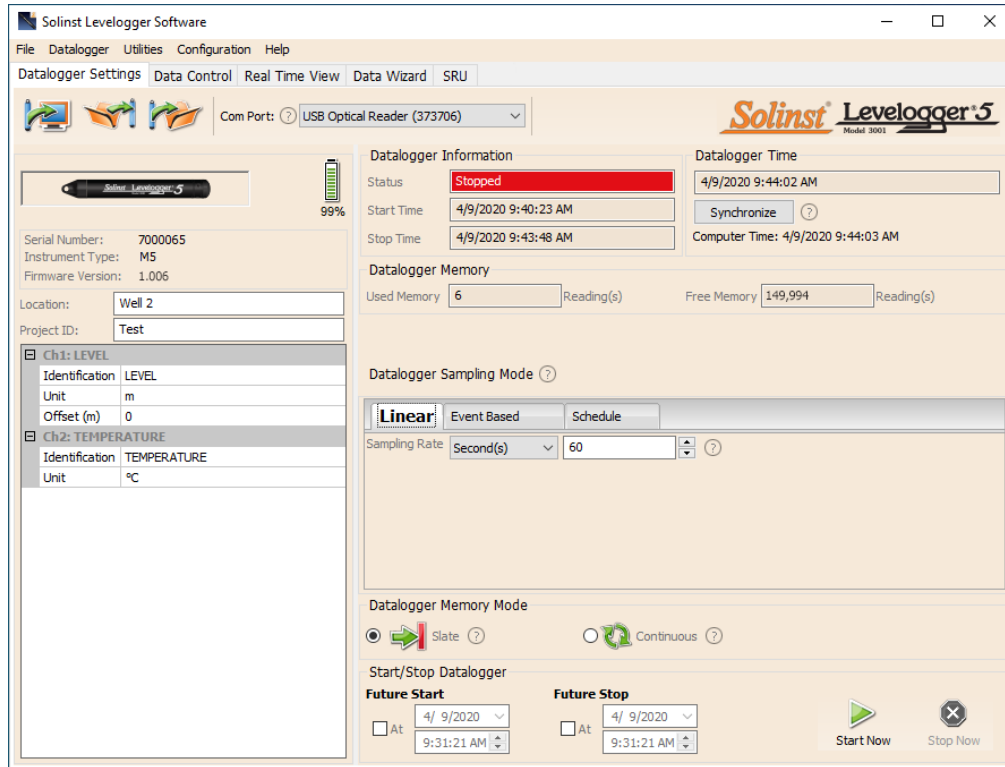 Solinst Levelogger Software
File Datalogger Utilities Configuration Help
Datalogger Settings Data Control Real Time View Data Wizard SRU
Com Port: ? USB Optical Reader (373706)
Solinst® Levelogger®5
Model 3001
Solinst Levelogger 5
99%
Serial Number: 7000065
Instrument Type: M5
Firmware Version: 1.006
Location: Well 2
Project ID: Test
Ch1: LEVEL
Identification LEVEL
Unit m
Offset (m) 0
Ch2: TEMPERATURE
Identification TEMPERATURE
Unit ºC
Datalogger Information
Status Stopped
Start Time 4/9/2020 9:40:23 AM
Stop Time 4/9/2020 9:43:48 AM
Datalogger Time
4/9/2020 9:44:02 AM
Synchronize ?
Computer Time: 4/9/2020 9:44:03 AM
Datalogger Memory
Used Memory 6 Reading(s) Free Memory 149,994 Reading(s)
Datalogger Sampling Mode ?
Linear Event Based Schedule
Sampling Rate Second(s) 60 ?
Datalogger Memory Mode
Slate ? Continuous ?
Start/Stop Datalogger
Future Start Future Stop
At 4/ 9/2020 At 4/ 9/2020
9:31:21 AM 9:31:21 AM
Start Now Stop Now